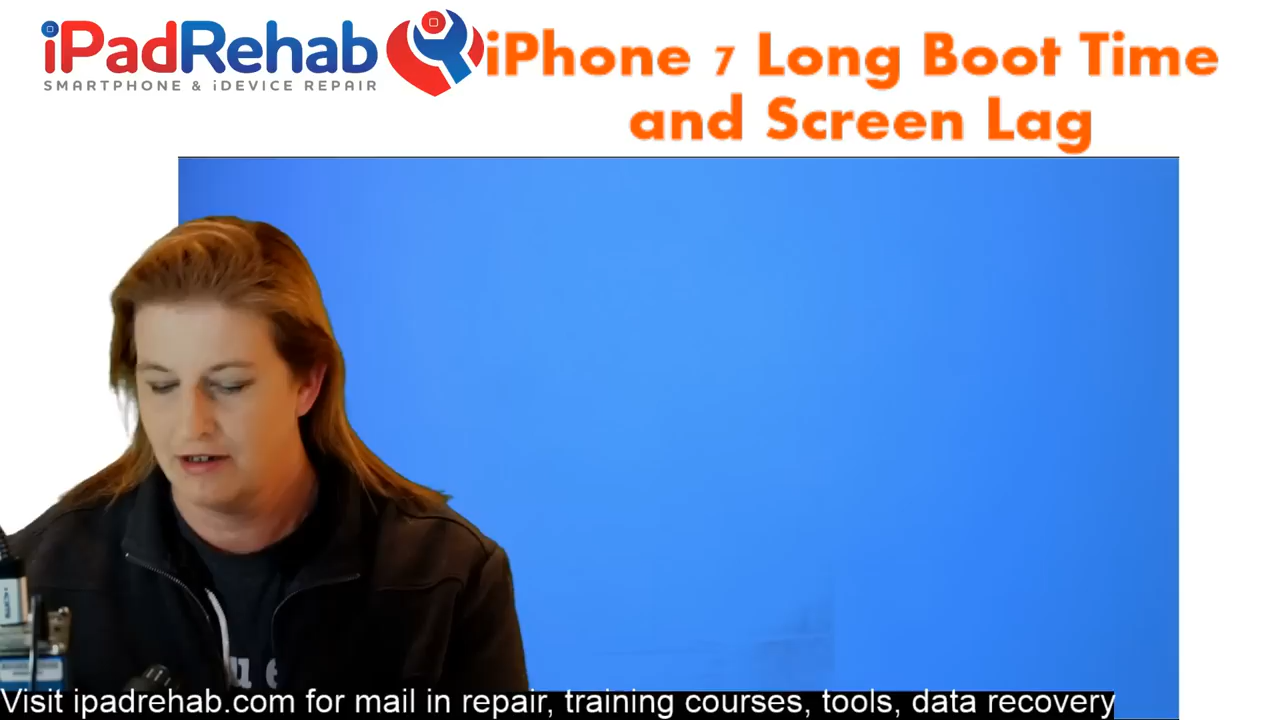 iPadRehab
SMARTPHONE & iDEVICE REPAIR
iPhone 7 Long Boot Time
and Screen Lag
Visit ipadrehab.com for mail in repair, training courses, tools, data recovery